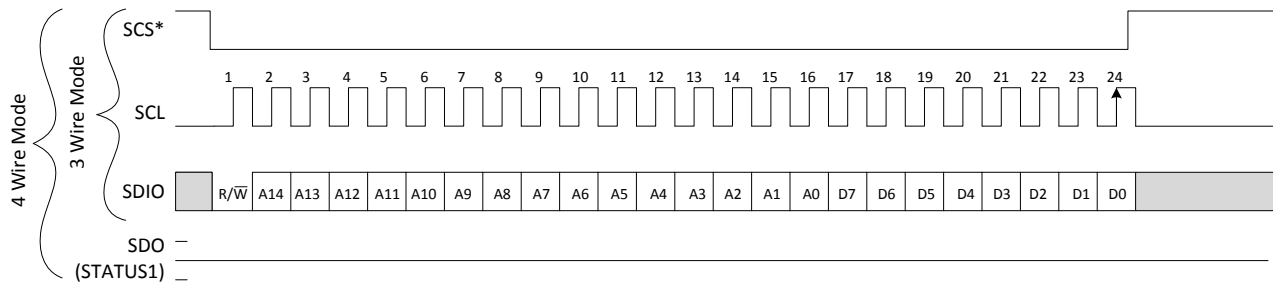 4 Wire Mode
3 Wire Mode
SCS*
1 2 3 4 5 6 7 8 9 10 11 12 13 14 15 16 17 18 19 20 21 22 23 24
SCL
SDIO R/W̅ A14 A13 A12 A11 A10 A9 A8 A7 A6 A5 A4 A3 A2 A1 A0 D7 D6 D5 D4 D3 D2 D1 D0
SDO
(STATUS1)